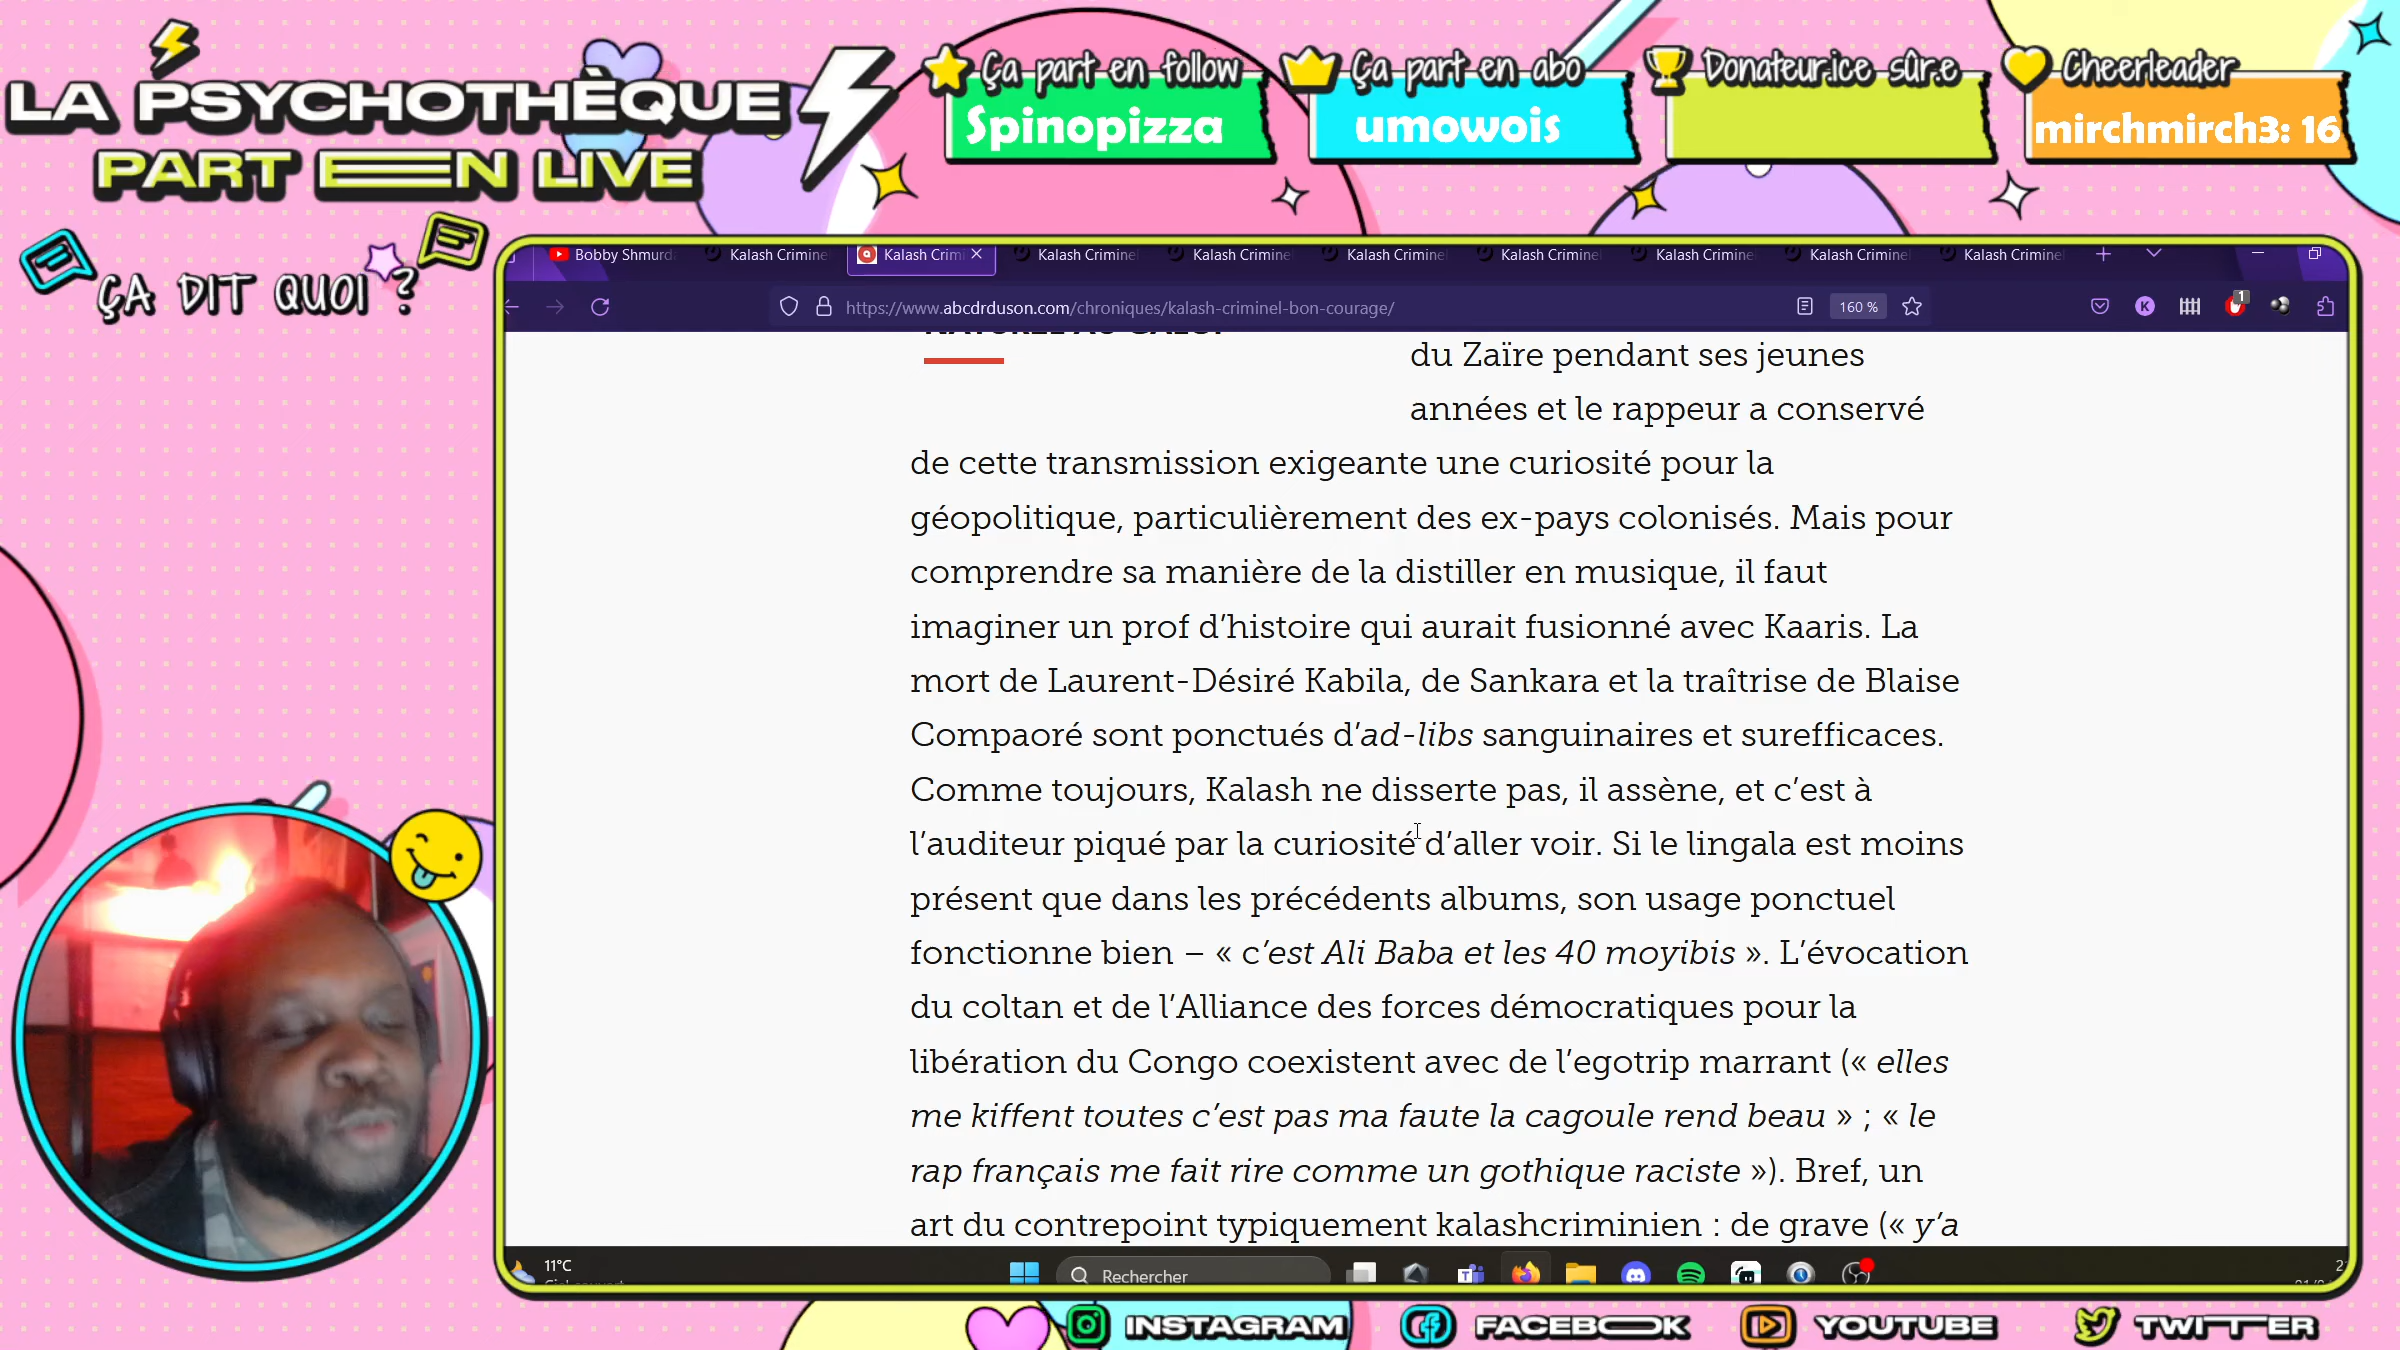 LA PSYCHOTHÈQUE
PART EN LIVE
Ça part en follow
Spinopizza
Ça part en abo
umowois
Donateur.ice sûr.e
Cheerleader
mirchmirch3: 16
ÇA DIT QUOI ?
Bobby Shmurd
Kalash Crimine
Kalash Crimi
Kalash Crimine
Kalash Crimine
Kalash Crimine
Kalash Crimine
Kalash Crimine
Kalash Crimine
Kalash Crimine
https://www.abcdrduson.com/chroniques/kalash-criminel-bon-courage/
160 %
K
1
du Zaïre pendant ses jeunes
années et le rappeur a conservé
de cette transmission exigeante une curiosité pour la
géopolitique, particulièrement des ex-pays colonisés. Mais pour
comprendre sa manière de la distiller en musique, il faut
imaginer un prof d’histoire qui aurait fusionné avec Kaaris. La
mort de Laurent-Désiré Kabila, de Sankara et la traîtrise de Blaise
Compaoré sont ponctués d’ad-libs sanguinaires et surefficaces.
Comme toujours, Kalash ne disserte pas, il assène, et c’est à
l’auditeur piqué par la curiosité d’aller voir. Si le lingala est moins
présent que dans les précédents albums, son usage ponctuel
fonctionne bien – « c’est Ali Baba et les 40 moyibis ». L’évocation
du coltan et de l’Alliance des forces démocratiques pour la
libération du Congo coexistent avec de l’egotrip marrant (« elles
me kiffent toutes c’est pas ma faute la cagoule rend beau » ; « le
rap français me fait rire comme un gothique raciste »). Bref, un
art du contrepoint typiquement kalashcriminien : de grave (« y’a
11°C
Rechercher
INSTAGRAM
FACEBOOK
YOUTUBE
TWITTER